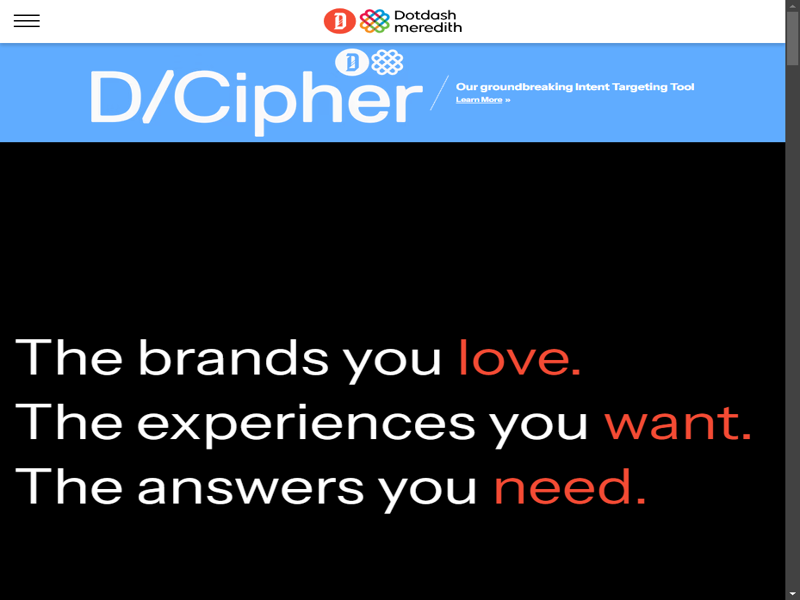 Dotdash
meredith
D/Cipher
Our groundbreaking Intent Targeting Tool
Learn More »
The brands you love.
The experiences you want.
The answers you need.